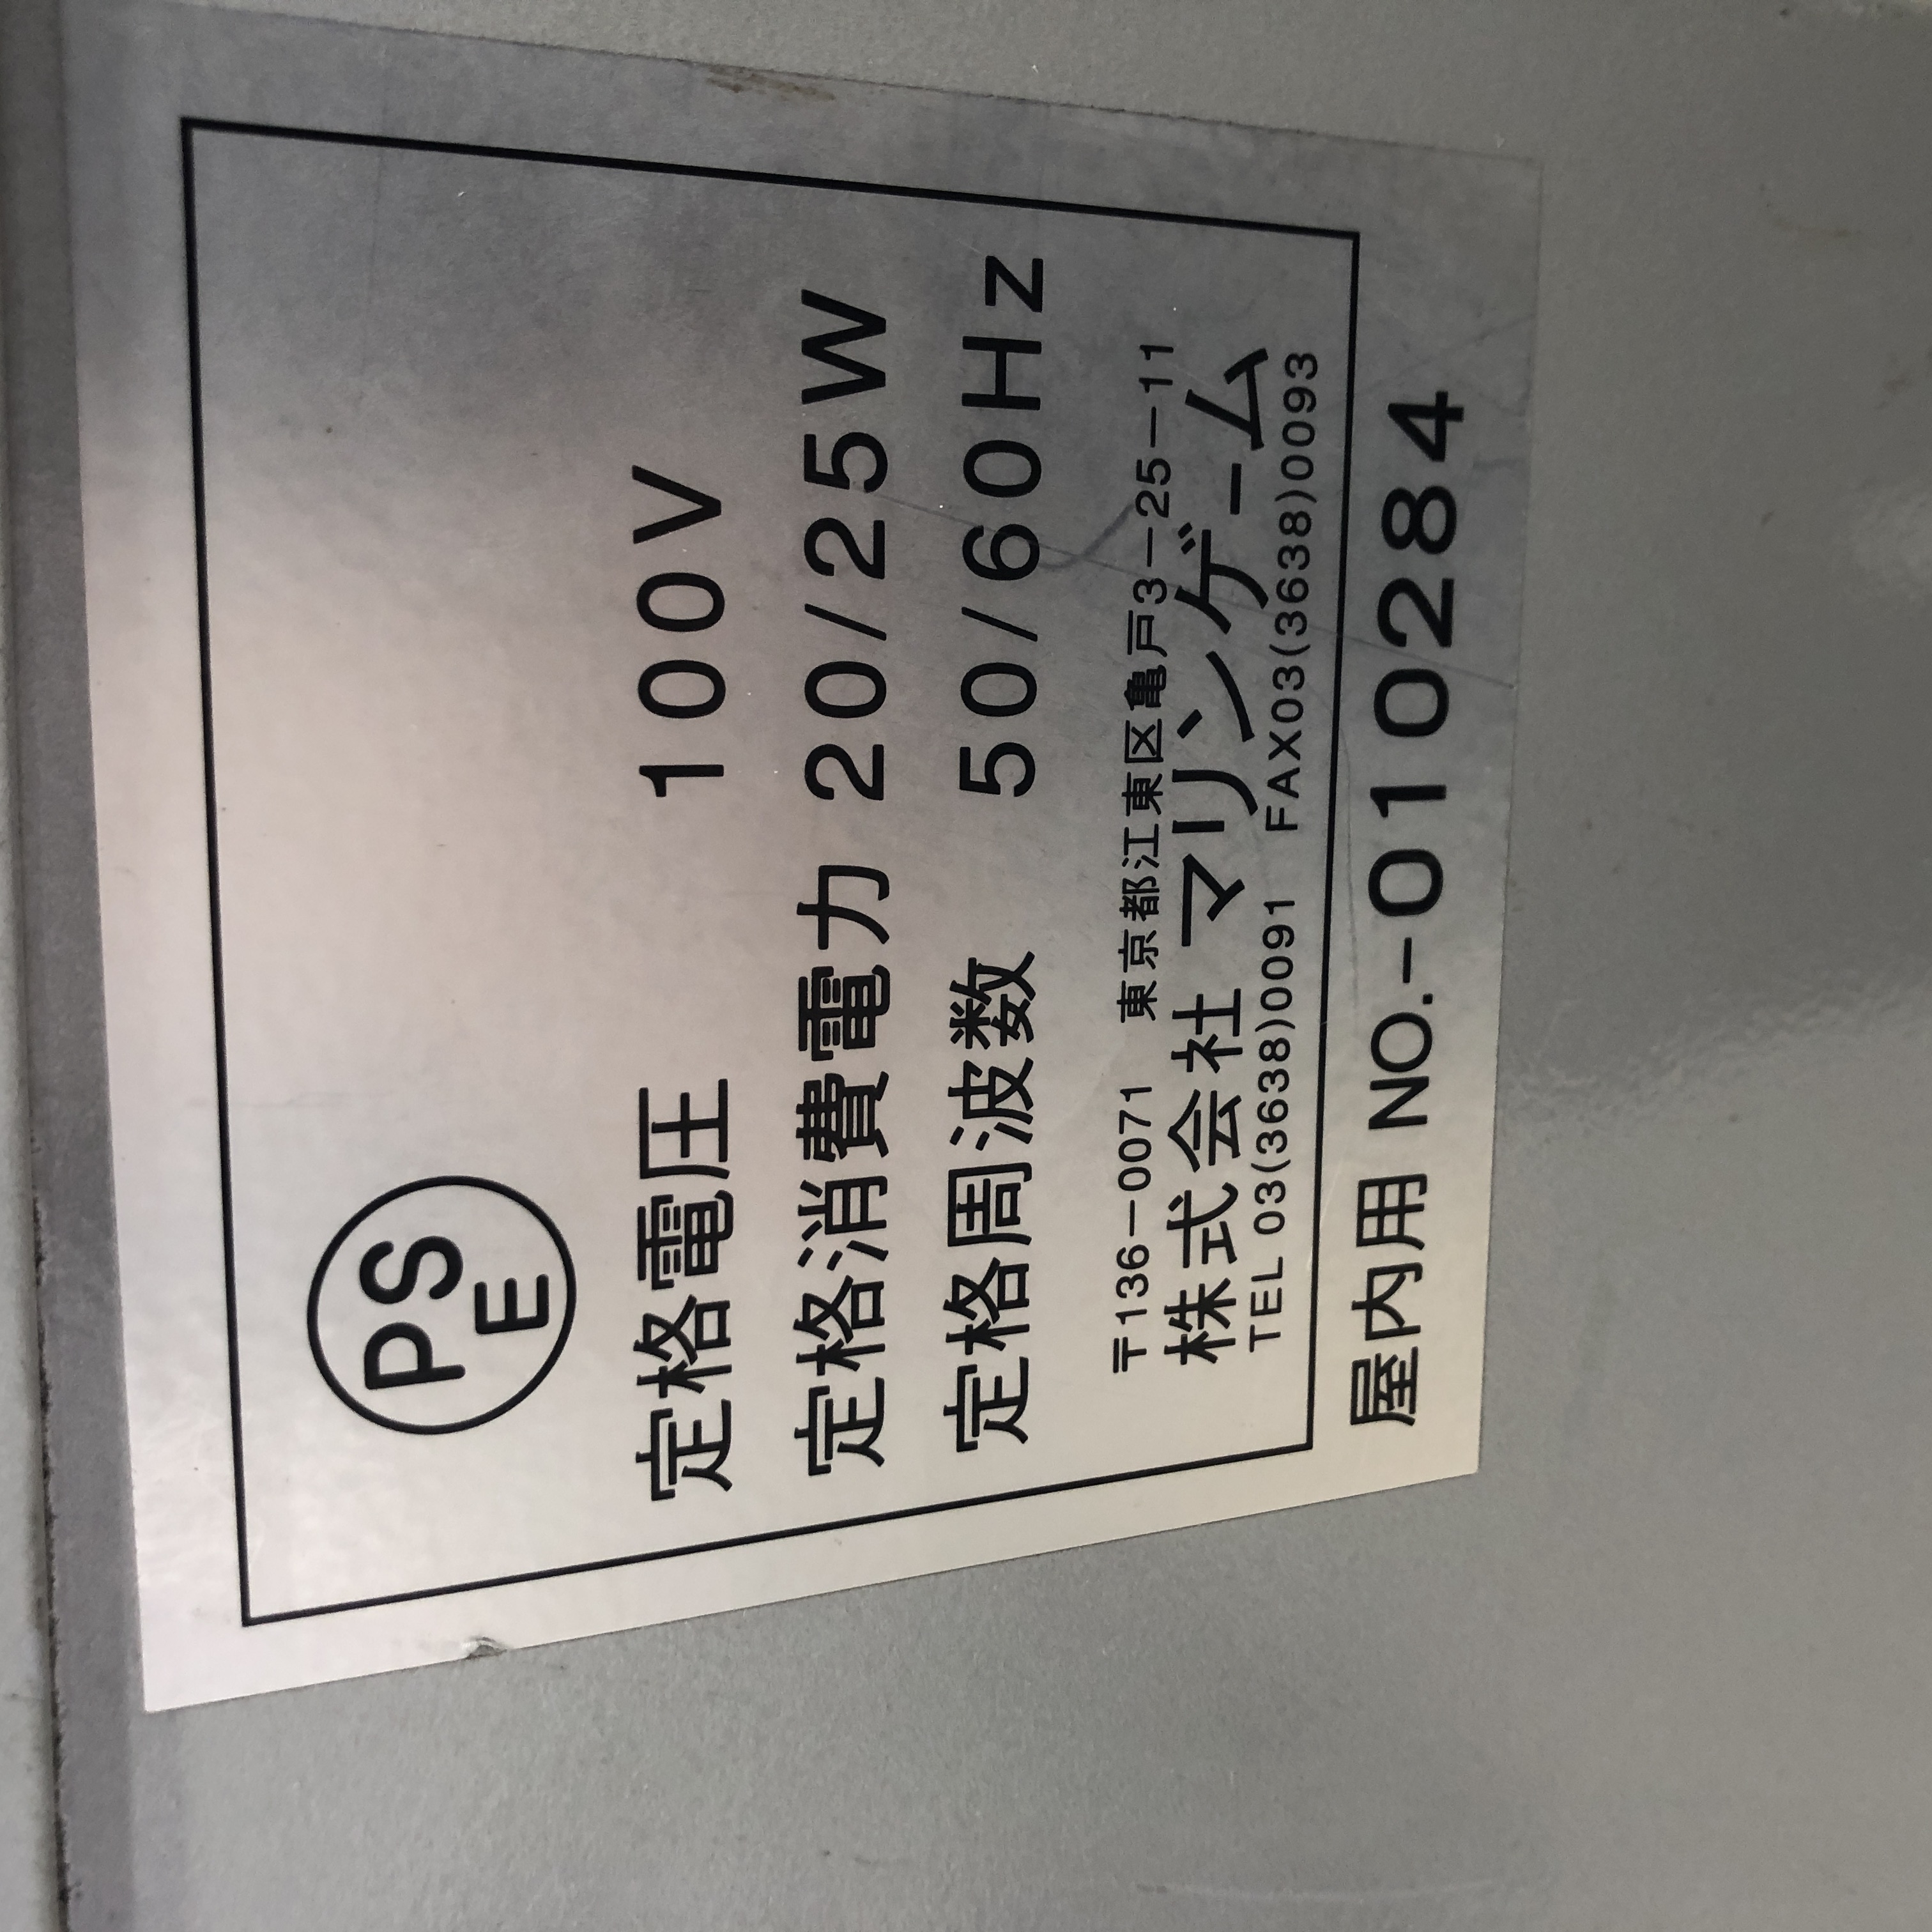 PS
E
定格電圧 100V
定格消費電力 20/25W
定格周波数 50/60Hz
〒136-0071 東京都江東区亀戸3-25-11
株式会社 マリンゲーム
TEL 03(3638)0091 FAX03(3638)0093
屋内用 NO.-010284